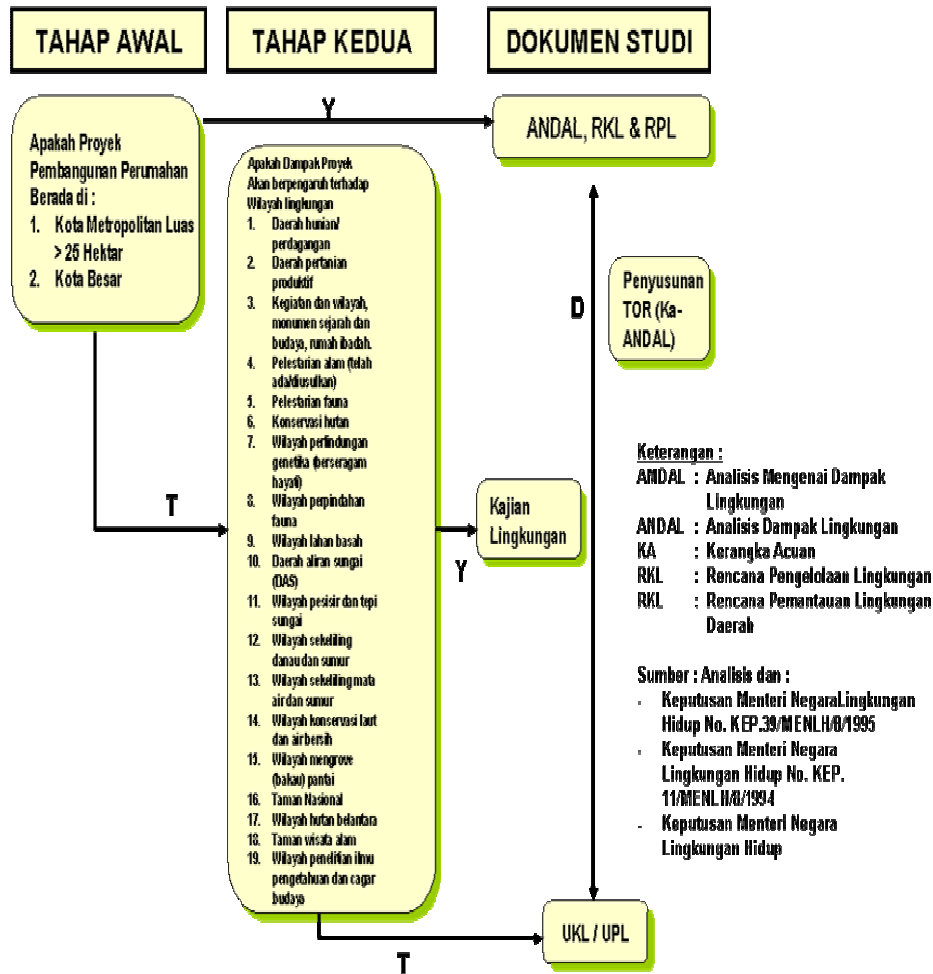 TAHAP AWAL
TAHAP KEDUA
DOKUMEN STUDI
Apakah Proyek
Pembangunan Perumahan
Berada di :
1. Kota Metropolitan Luas
> 25 Hektar
2. Kota Besar
Y
ANDAL, RKL & RPL
T
Apakah Dampak Proyek
Akan berpengaruh terhadap
Wilayah lingkungan
1. Daerah hunian/
perdagangan
2. Daerah pertanian
produktif
3. Kegiatan dan wilayah,
monumen sejarah dan
budaya, rumah ibadah.
4. Pelestarian alam (telah
ada/diusulkan)
5. Pelestarian fauna
6. Konservasi hutan
7. Wilayah perlindungan
genetika (berseragam
hayati)
8. Wilayah perpindahan
fauna
9. Wilayah lahan basah
10. Daerah aliran sungai
(DAS)
11. Wilayah pesisir dan tepi
sungai
12. Wilayah sekeliling
danau dan sumur
13. Wilayah sekeliling mata
air dan sumur
14. Wilayah konservasi laut
dan air bersih
15. Wilayah mengrove
(bakau) pantai
16. Taman Nasional
17. Wilayah hutan belantara
18. Taman wisata alam
19. Wilayah penelitian ilmu
pengetahuan dan cagar
budaya
Y
Kajian
Lingkungan
D
Penyusunan
TOR (Ka-
ANDAL)
T
UKL / UPL
Keterangan :
AMDAL : Analisis Mengenai Dampak
Lingkungan
ANDAL : Analisis Dampak Lingkungan
KA : Kerangka Acuan
RKL : Rencana Pengelolaan Lingkungan
RKL : Rencana Pemantauan Lingkungan
Daerah
Sumber : Analisis dan :
- Keputusan Menteri NegaraLingkungan
Hidup No. KEP.39/MENLH/8/1995
- Keputusan Menteri Negara
Lingkungan Hidup No. KEP.
11/MENLH/8/1994
- Keputusan Menteri Negara
Lingkungan Hidup